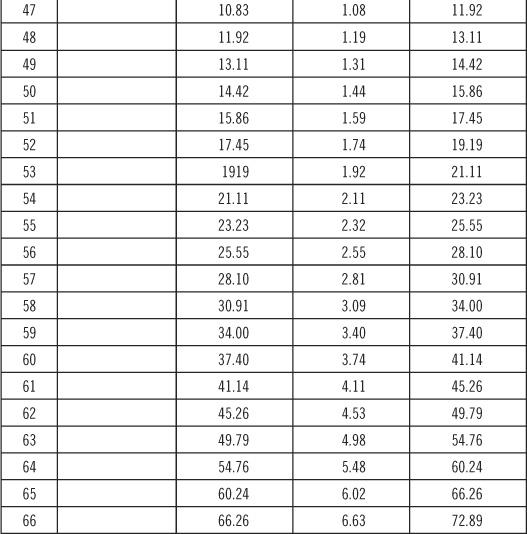 47 10.83 1.08 11.92
48 11.92 1.19 13.11
49 13.11 1.31 14.42
50 14.42 1.44 15.86
51 15.86 1.59 17.45
52 17.45 1.74 19.19
53 1919 1.92 21.11
54 21.11 2.11 23.23
55 23.23 2.32 25.55
56 25.55 2.55 28.10
57 28.10 2.81 30.91
58 30.91 3.09 34.00
59 34.00 3.40 37.40
60 37.40 3.74 41.14
61 41.14 4.11 45.26
62 45.26 4.53 49.79
63 49.79 4.98 54.76
64 54.76 5.48 60.24
65 60.24 6.02 66.26
66 66.26 6.63 72.89